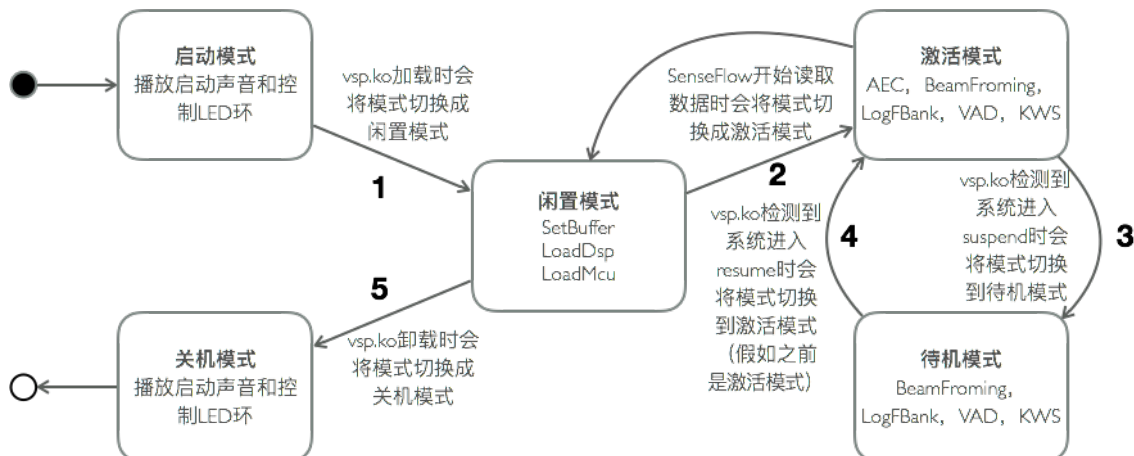 启动模式
播放启动声音和控
制LED环
vsp.ko加载时会
将模式切换成
闲置模式
1
SenseFlow开始读取
数据时会将模式切
换成激活模式
2
激活模式
AEC，BeamFroming，
LogFBank，VAD，KWS
闲置模式
SetBuffer
LoadDsp
LoadMcu
vsp.ko检测到
系统进入
resume时会
将模式切换
到激活模式
（假如之前
是激活模式）
4
vsp.ko检测到
系统进入
suspend时会
将模式切换
到待机模式
3
5
vsp.ko卸载时会
将模式切换成
关机模式
关机模式
播放启动声音和控
制LED环
待机模式
BeamFroming，
LogFBank，VAD，KWS